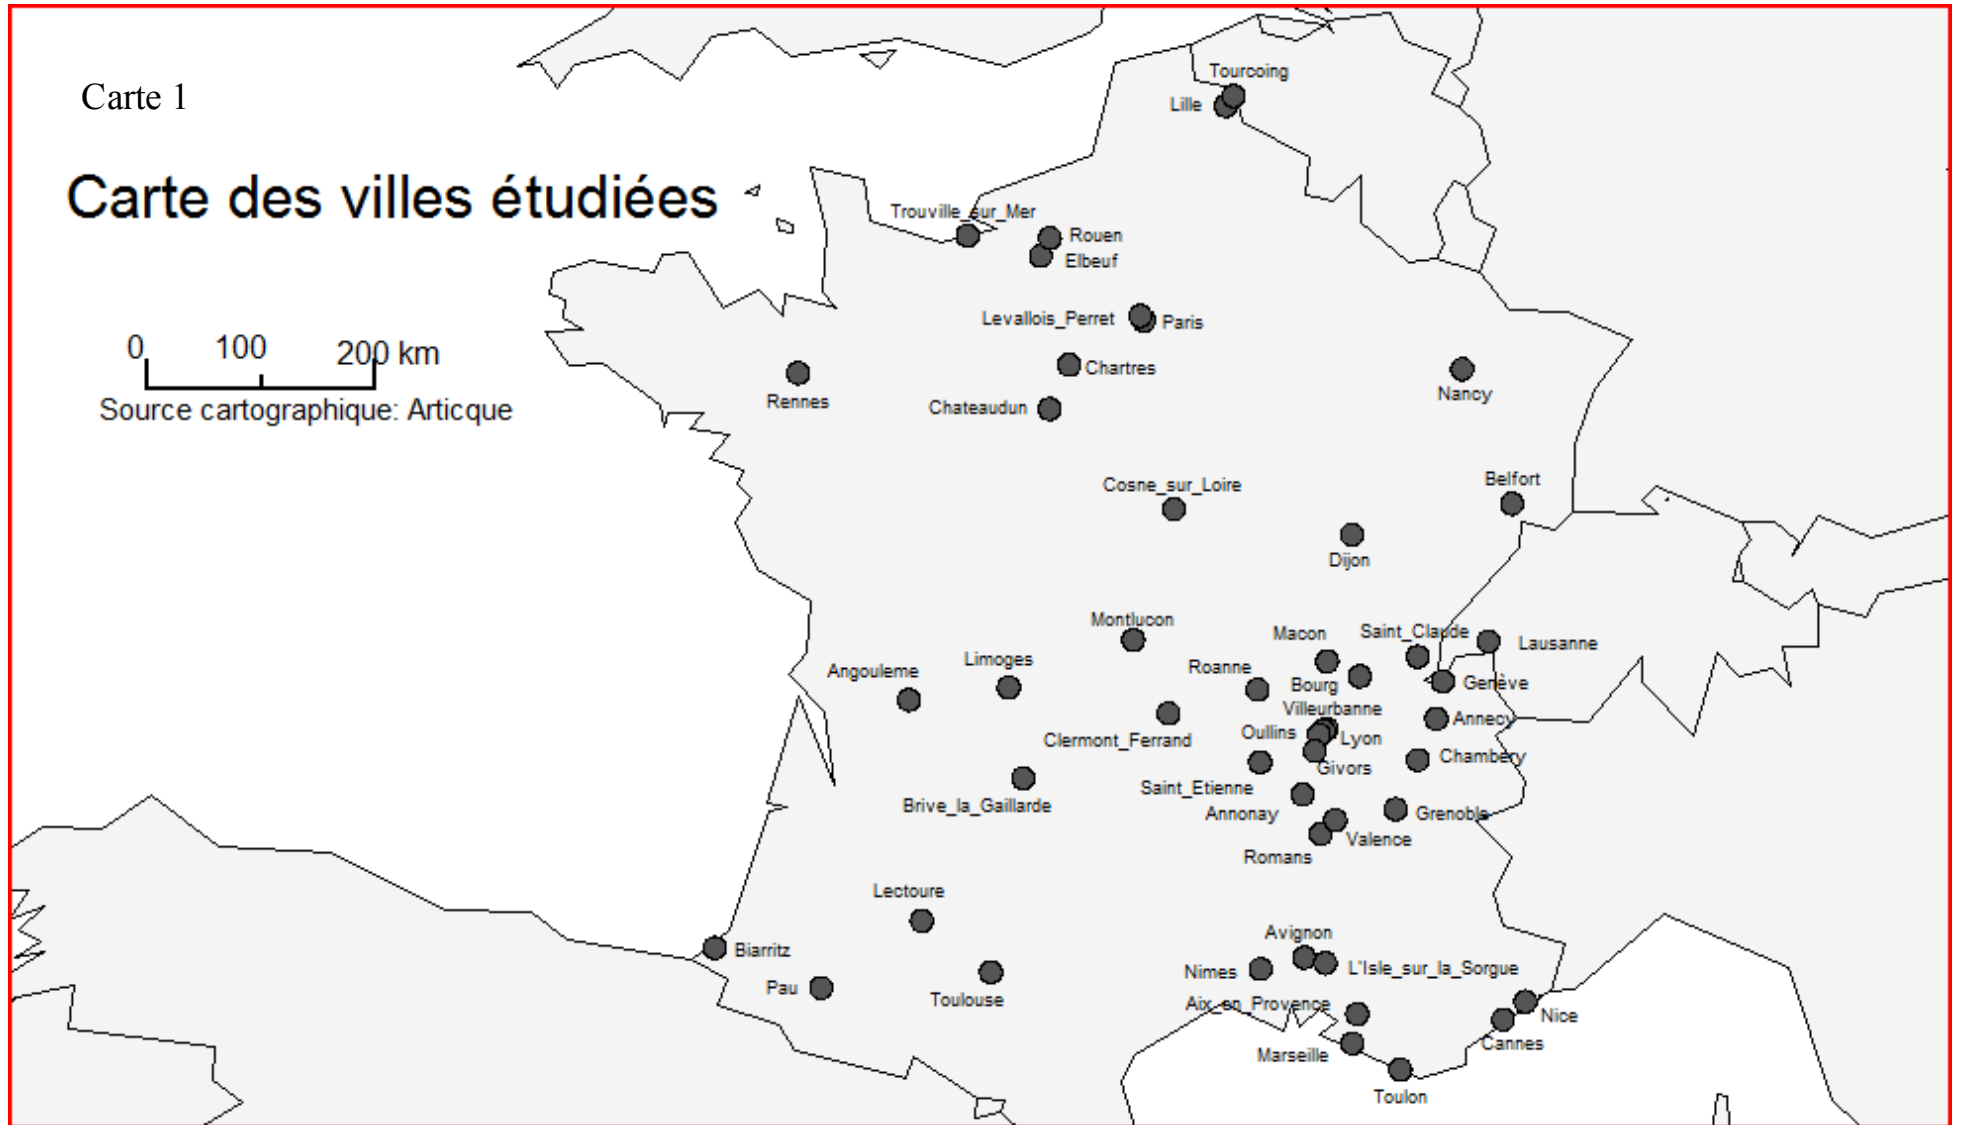 Carte 1
Carte des villes étudiées
0 100 200 km
Source cartographique: Articque
Tourcoing
Lille
Trouville_sur_Mer
Rouen
Elbeuf
Levallois_Perret
Paris
Chartres
Rennes
Chateaudun
Nancy
Cosne_sur_Loire
Belfort
Dijon
Montlucon
Macon
Saint_Claude
Lausanne
Angouleme
Limoges
Roanne
Bourg
Genève
Villeurbanne
Annecy
Clermont_Ferrand
Oullins
Lyon
Chambery
Givors
Saint_Etienne
Brive_la_Gaillarde
Annonay
Grenoble
Valence
Romans
Lectoure
Avignon
Biarritz
L'Isle_sur_la_Sorgue
Nimes
Pau
Toulouse
Aix_en_Provence
Nice
Cannes
Marseille
Toulon